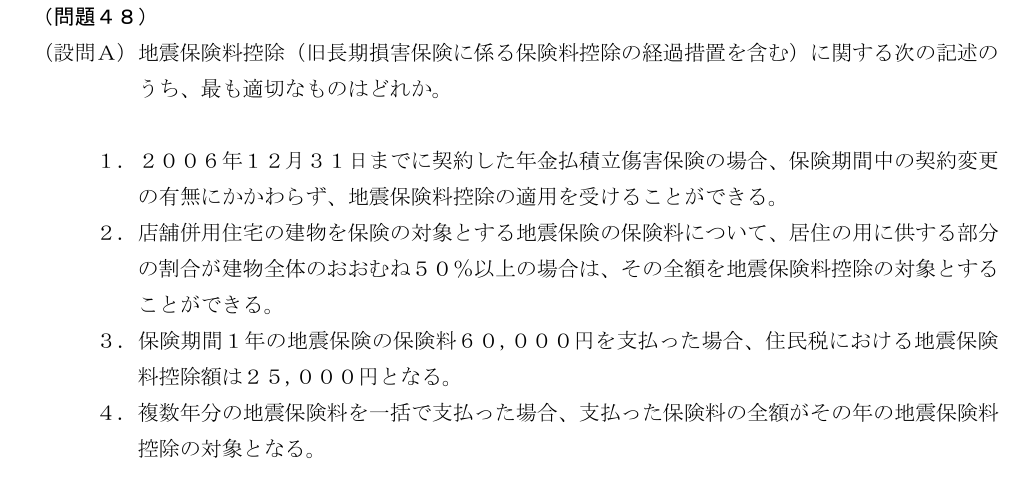 （問題４８）
（設問Ａ）地震保険料控除（旧長期損害保険に係る保険料控除の経過措置を含む）に関する次の記述の
うち、最も適切なものはどれか。
１．２００６年１２月３１日までに契約した年金払積立傷害保険の場合、保険期間中の契約変更
の有無にかかわらず、地震保険料控除の適用を受けることができる。
２．店舗併用住宅の建物を保険の対象とする地震保険の保険料について、居住の用に供する部分
の割合が建物全体のおおむね５０％以上の場合は、その全額を地震保険料控除の対象とする
ことができる。
３．保険期間１年の地震保険の保険料６０,０００円を支払った場合、住民税における地震保険
料控除額は２５,０００円となる。
４．複数年分の地震保険料を一括で支払った場合、支払った保険料の全額がその年の地震保険料
控除の対象となる。